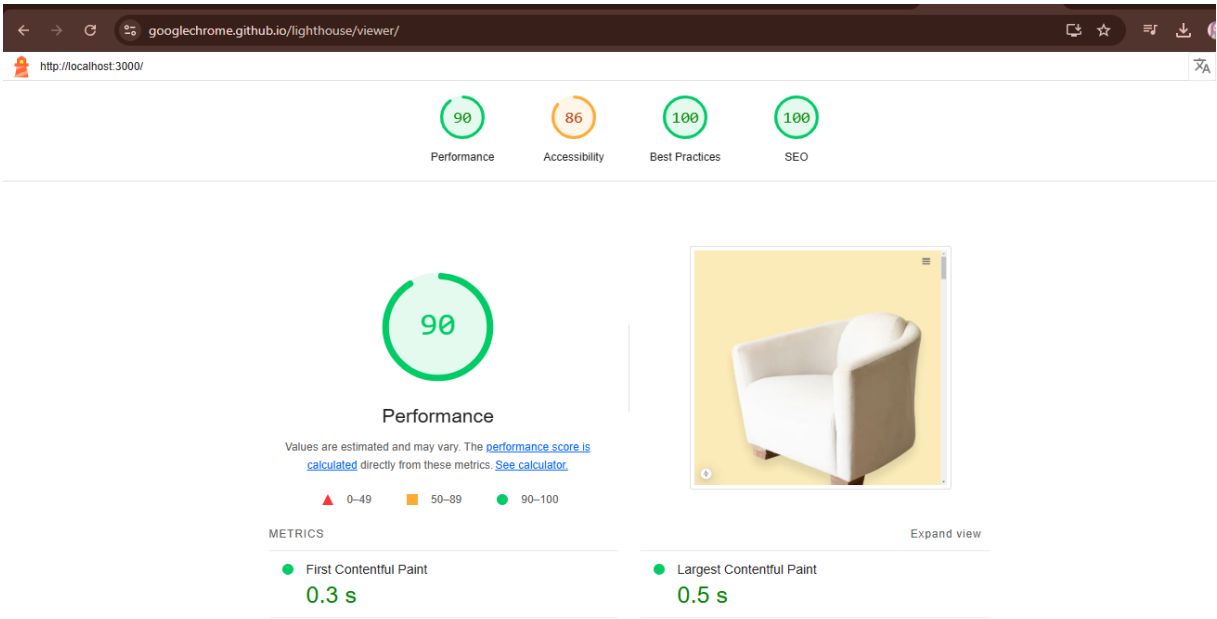 googlechrome.github.io/lighthouse/viewer/
http://localhost:3000/
90
86
100
100
Performance
Accessibility
Best Practices
SEO
90
Performance
Values are estimated and may vary. The performance score is
calculated directly from these metrics. See calculator.
0–49
50–89
90–100
METRICS
Expand view
First Contentful Paint
0.3 s
Largest Contentful Paint
0.5 s